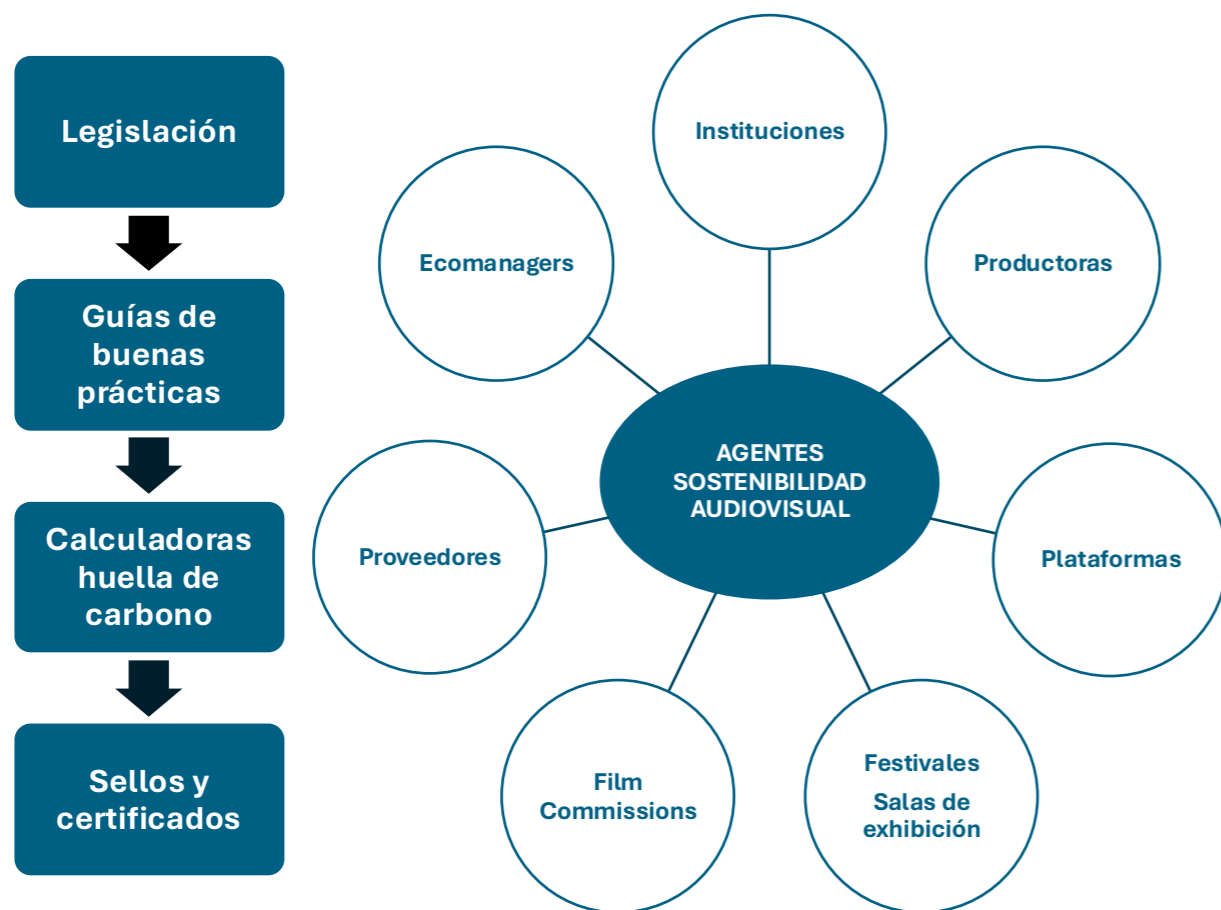 Legislación
Guías de
buenas
prácticas
Calculadoras
huella de
carbono
Sellos y
certificados
Instituciones
Ecomanagers
Productoras
AGENTES
SOSTENIBILIDAD
AUDIOVISUAL
Proveedores
Plataformas
Film
Commissions
Festivales
Salas de
exhibición